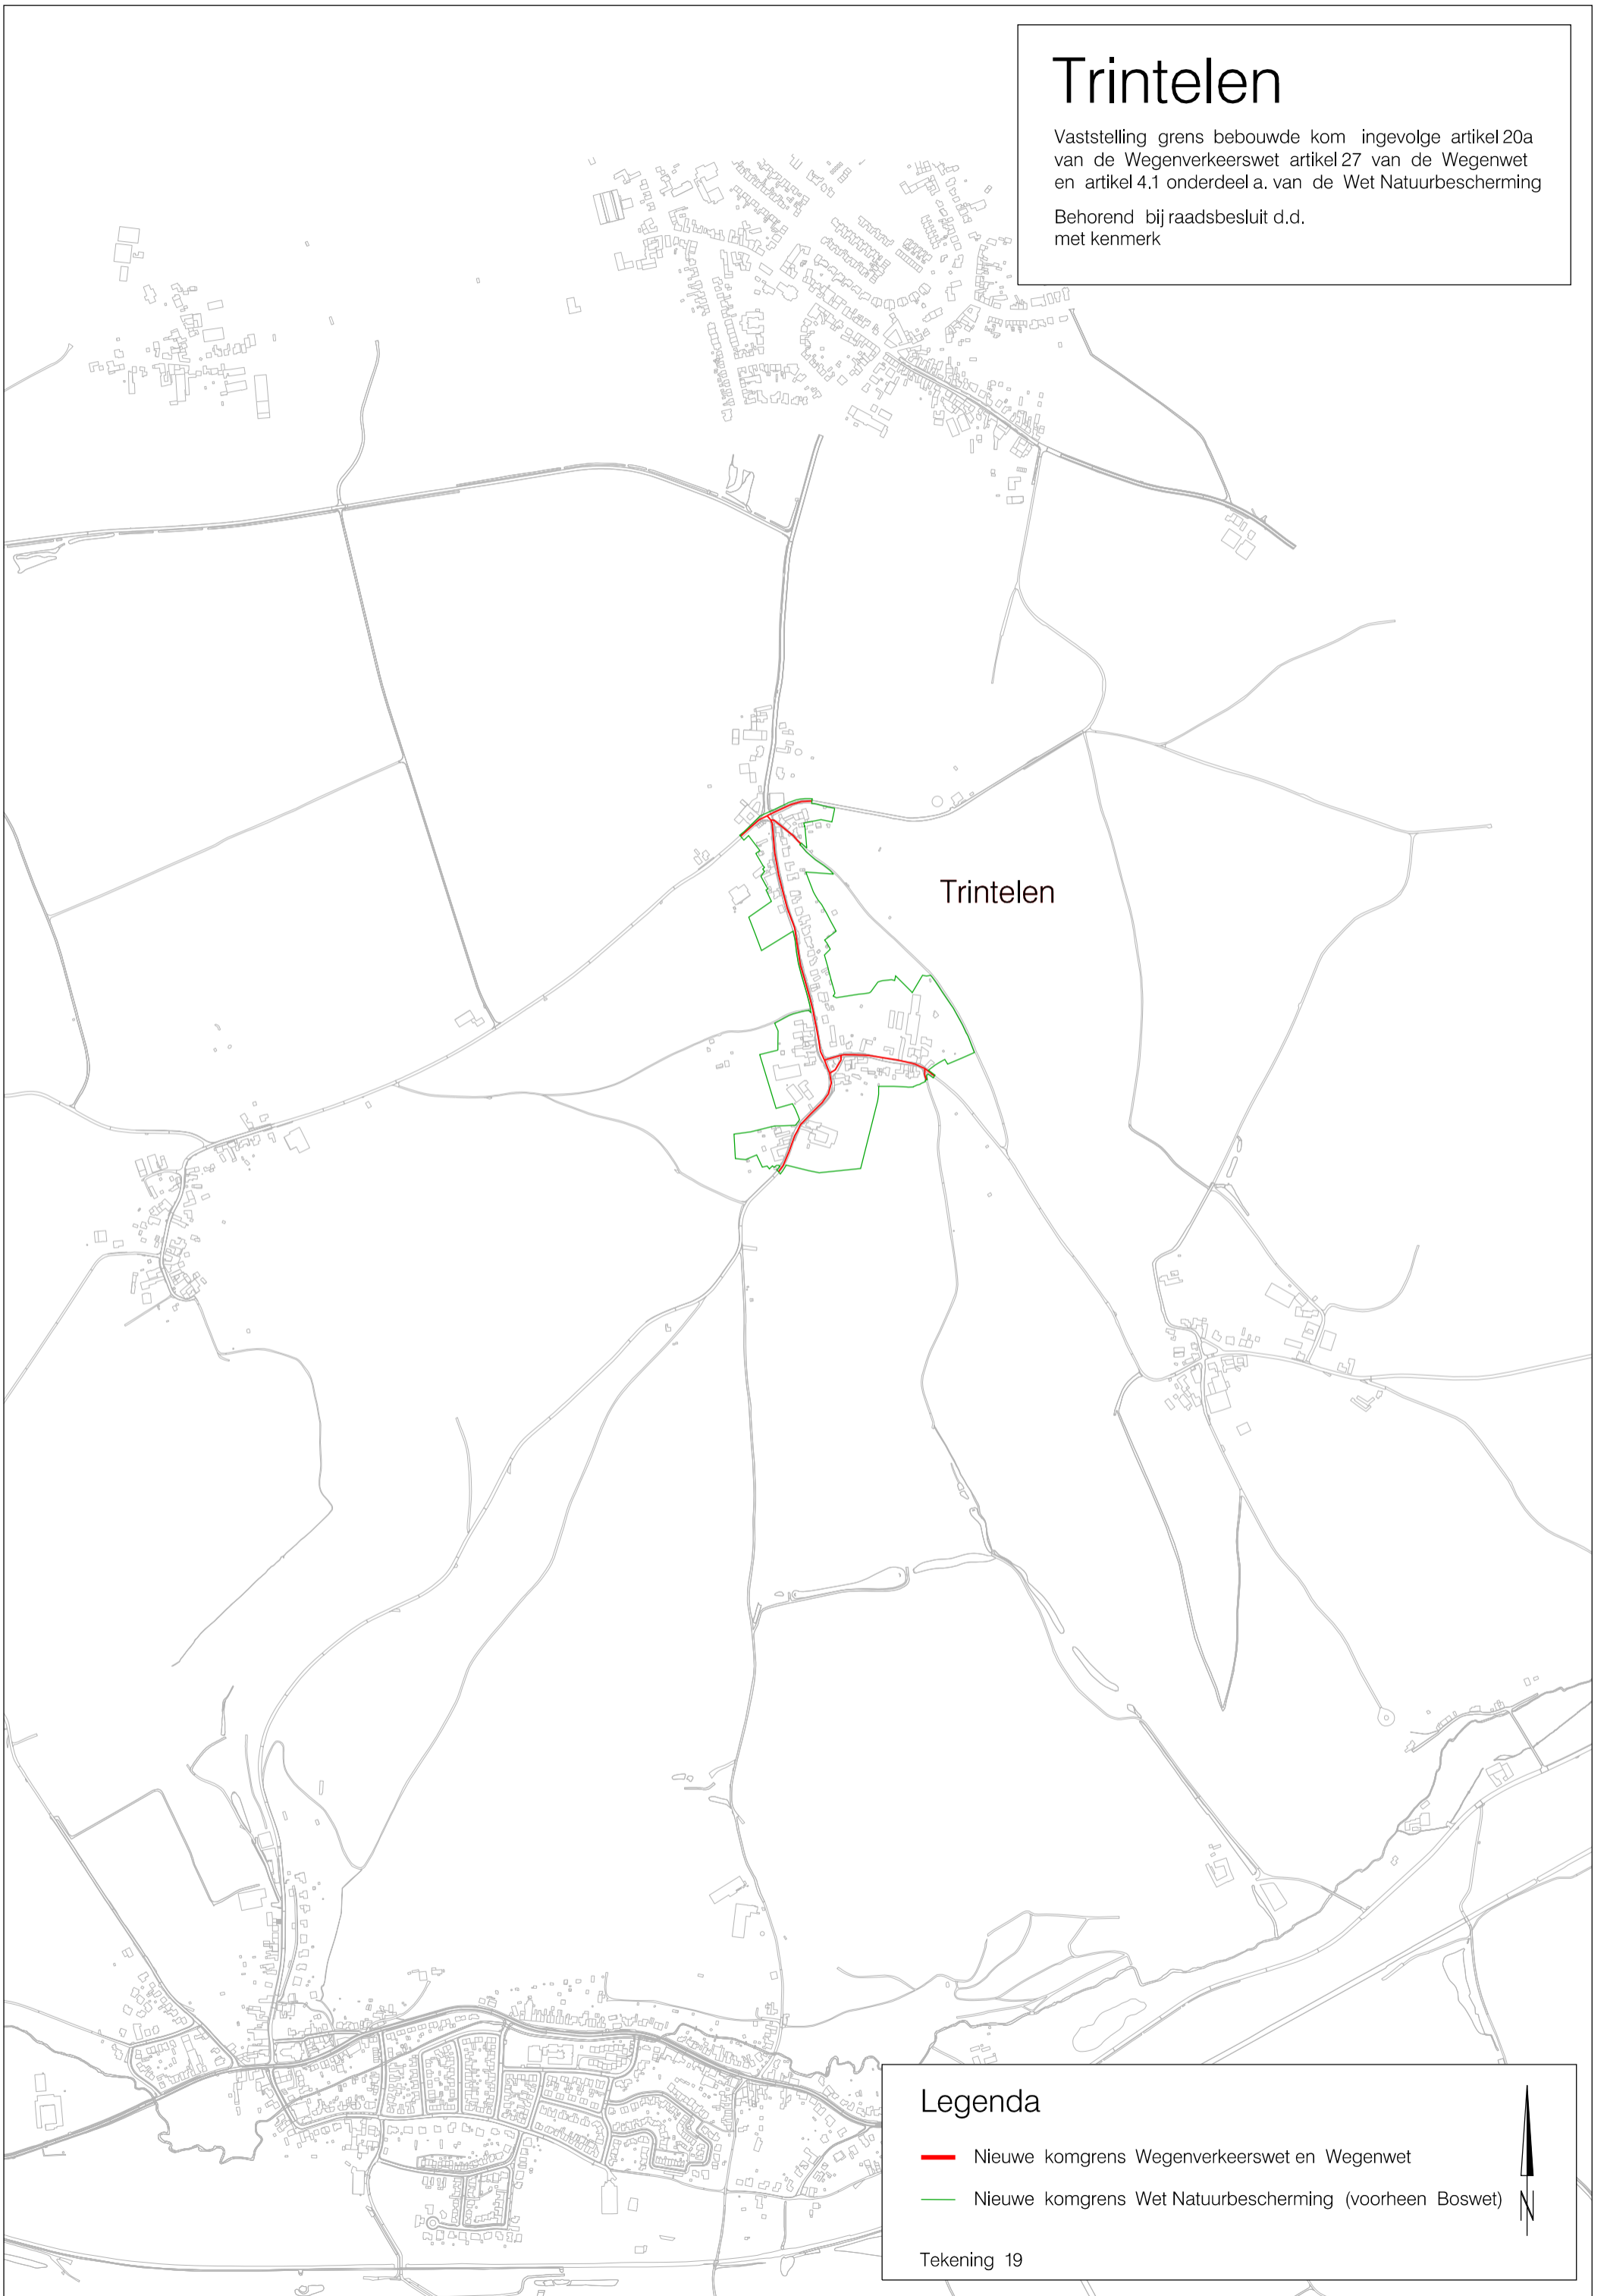 Trintelen
Vaststelling grens bebouwde kom ingevolge artikel 20a
van de Wegenverkeerswet artikel 27 van de Wegenwet
en artikel 4.1 onderdeel a. van de Wet Natuurbescherming
Behorend bij raadsbesluit d.d.
met kenmerk
Trintelen
Legenda
Nieuwe komgrens Wegenverkeerswet en Wegenwet
Nieuwe komgrens Wet Natuurbescherming (voorheen Boswet)
N
Tekening 19